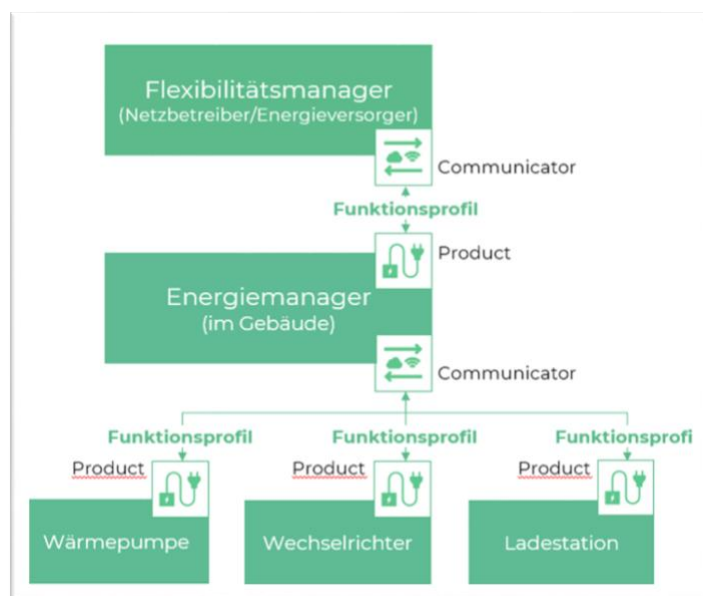 Flexibilitätsmanager
(Netzbetreiber/Energieversorger)
Communicator
Funktionsprofil
Product
Energiemanager
(im Gebäude)
Communicator
Funktionsprofil Funktionsprofil Funktionsprofi
Product Product Product
Wärmepumpe Wechselrichter Ladestation